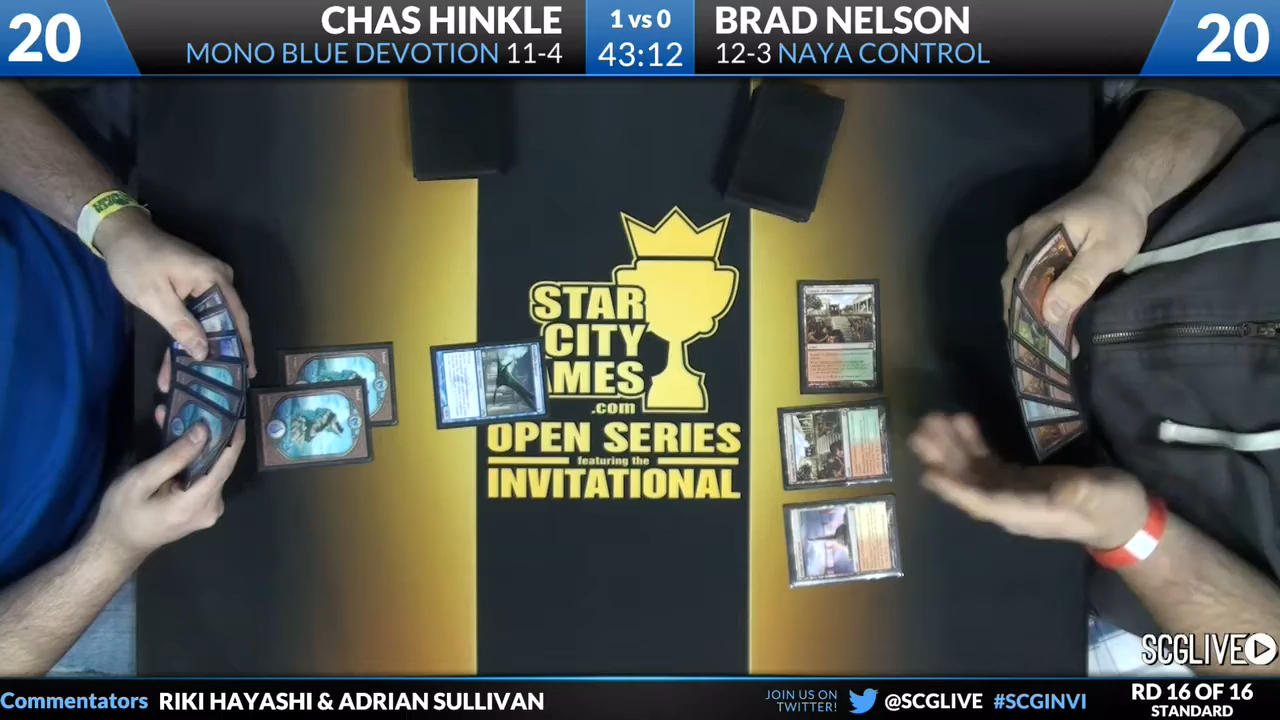 20
CHAS HINKLE
MONO BLUE DEVOTION 11-4
1 vs 0
43:12
BRAD NELSON
12-3 NAYA CONTROL
20
STAR
CITY
GAMES
.com
OPEN SERIES
featuring the
INVITATIONAL
SCGLIVE
Commentators RIKI HAYASHI & ADRIAN SULLIVAN
JOIN US ON
TWITTER!
@SCGLIVE #SCGINVI
RD 16 OF 16
STANDARD